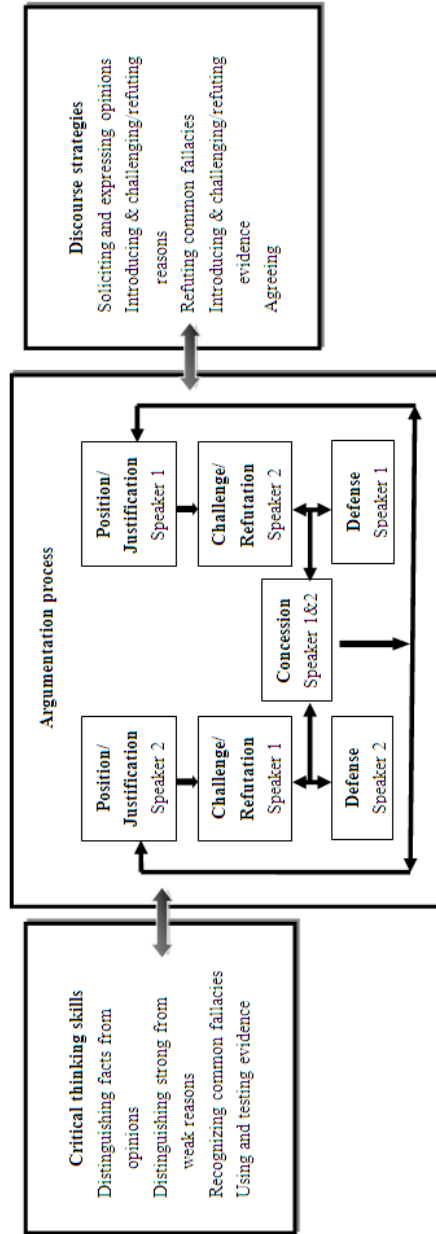 Critical thinking skills
Distinguishing facts from
opinions
Distinguishing strong from
weak reasons
Recognizing common fallacies
Using and testing evidence
Argumentation process
Position/
Justification
Speaker 2
Challenge/
Refutation
Speaker 1
Defense
Speaker 2
Concession
Speaker 1&2
Position/
Justification
Speaker 1
Challenge/
Refutation
Speaker 2
Defense
Speaker 1
Discourse strategies
Soliciting and expressing opinions
Introducing & challenging/refuting
reasons
Refuting common fallacies
Introducing & challenging/refuting
evidence
Agreeing